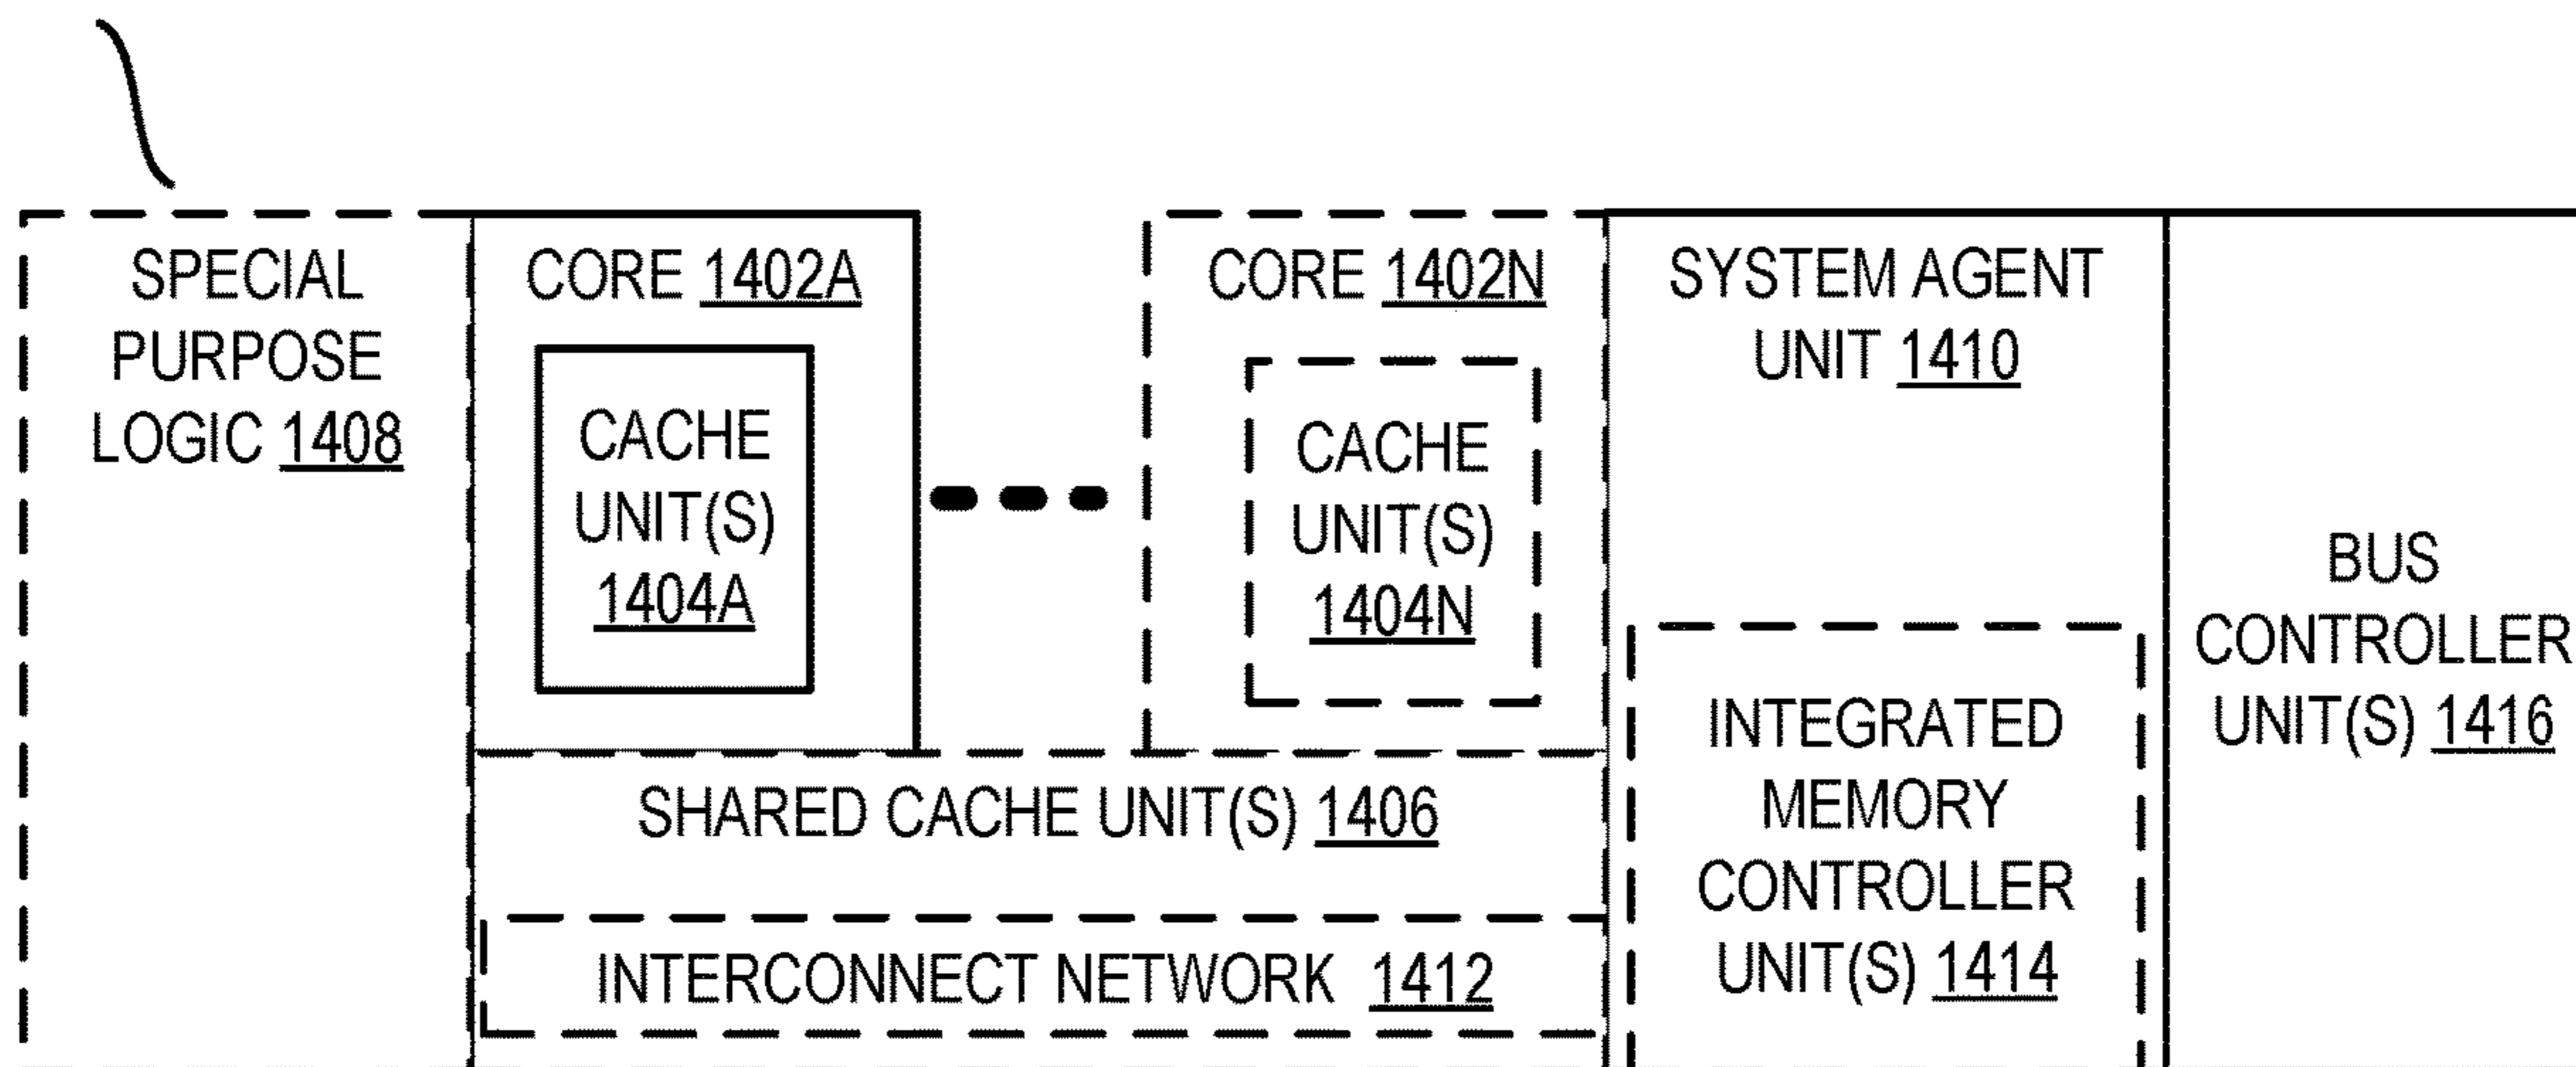 SPECIAL
PURPOSE
LOGIC 1408
CORE 1402A
CACHE
UNIT(S)
1404A
CORE 1402N
CACHE
UNIT(S)
1404N
SHARED CACHE UNIT(S) 1406
INTERCONNECT NETWORK 1412
SYSTEM AGENT
UNIT 1410
INTEGRATED
MEMORY
CONTROLLER
UNIT(S) 1414
BUS
CONTROLLER
UNIT(S) 1416